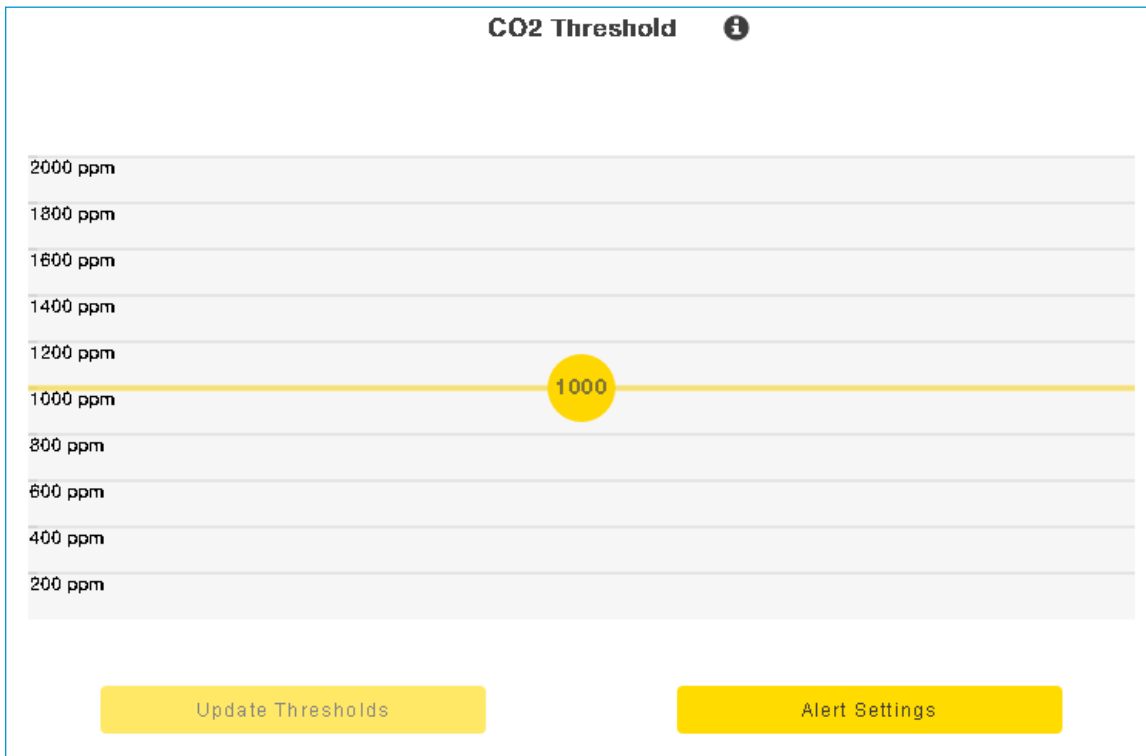 CO2 Threshold
2000 ppm
1800 ppm
1600 ppm
1400 ppm
1200 ppm
1000
1000 ppm
800 ppm
600 ppm
400 ppm
200 ppm
Update Thresholds
Alert Settings